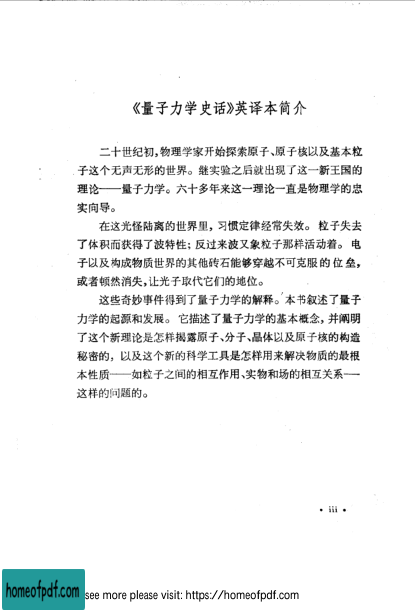 《量子力学史话》英译本简介
二十世纪初,物理学家开始探索原子、原子核以及基本粒
子这个无声无形的世界。继实验之后就出现了这一新王国的
理论——量子力学。六十多年来这一理论一直是物理学的忠
实向导。
在这光怪陆离的世界里,习惯定律经常失效。粒子失去
了体积而获得了波特性;反过来波又象粒子那样活动着。电
子以及构成物质世界的其他砖石能够穿越不可克服的位垒,
或者顿然消失,让光子取代它们的地位。
这些奇妙事件得到了量子力学的解释。本书叙述了量子
力学的起源和发展。它描述了量子力学的基本概念,并阐明
了这个新理论是怎样揭露原子、分子、晶体以及原子核的构造
秘密的,以及这个新的科学工具是怎样用来解决物质的最根
本性质——如粒子之间的相互作用、实物和场的相互关系——
这样的问题的。
• iii •
homeofpdf.com
see more please visit: https://homeofpdf.com